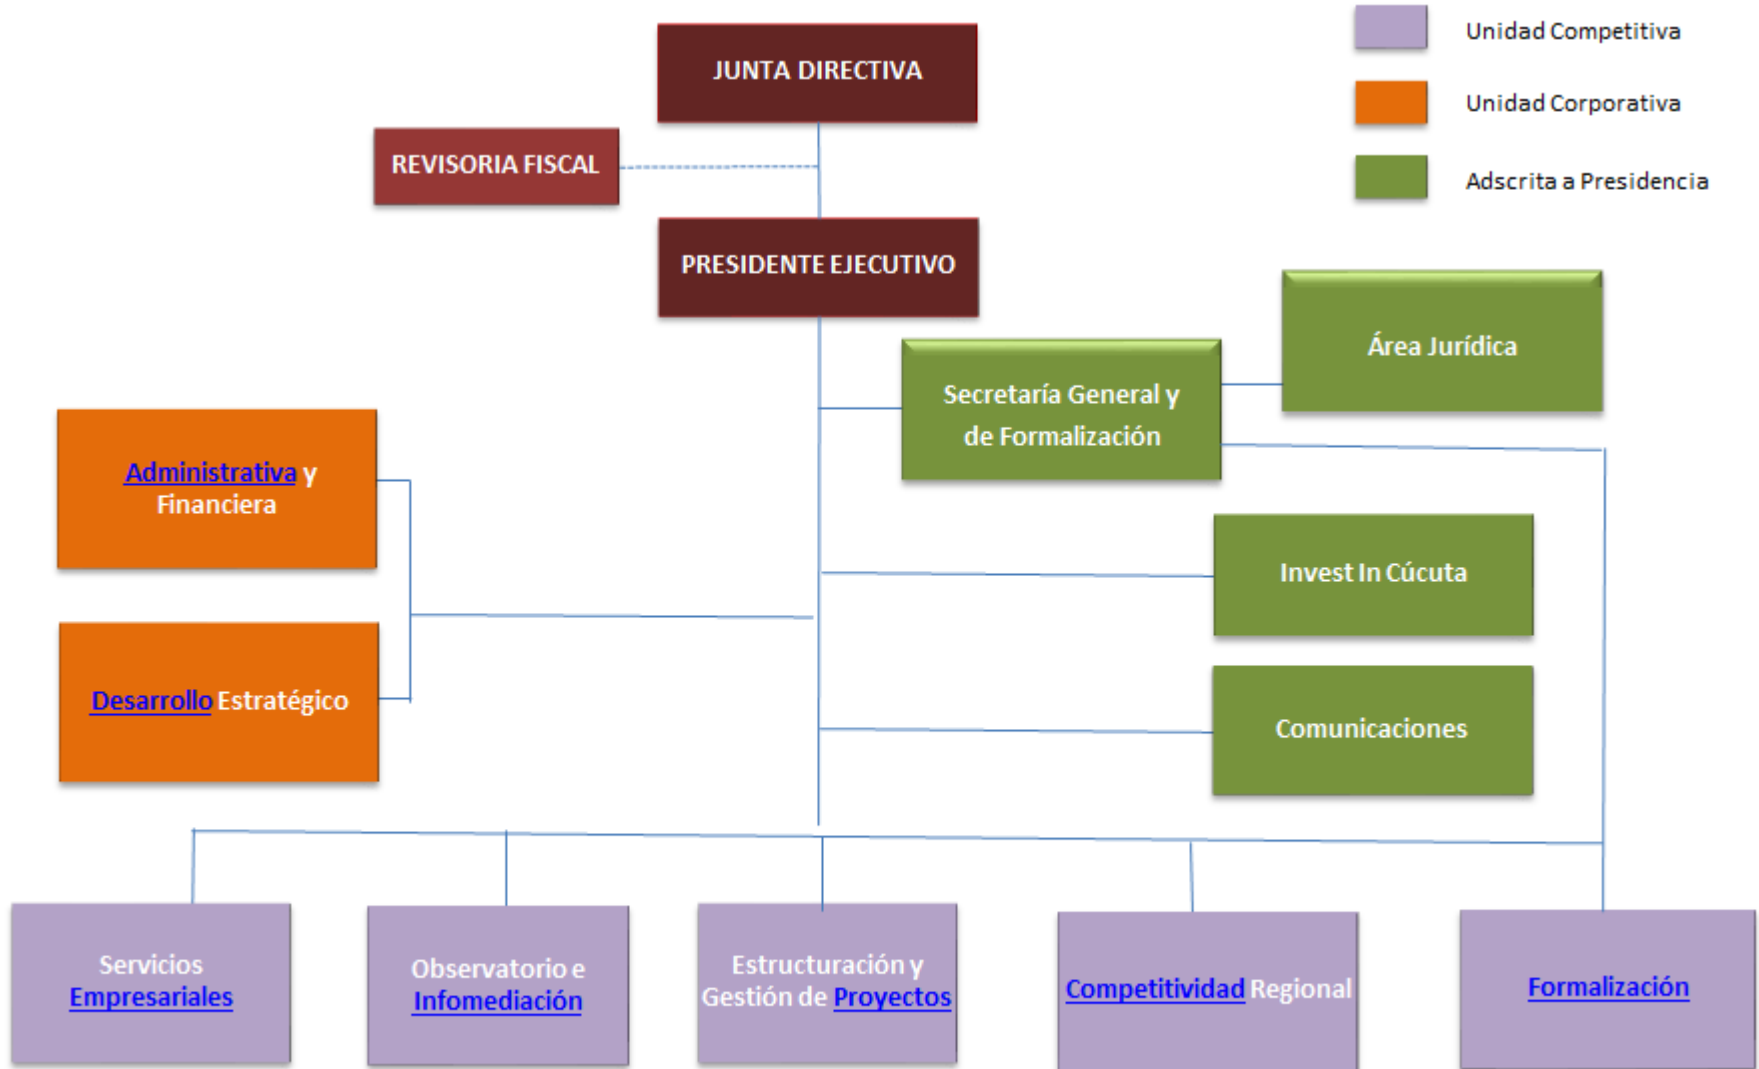 JUNTA DIRECTIVA
REVISORIA FISCAL
PRESIDENTE EJECUTIVO
Unidad Competitiva
Unidad Corporativa
Adscrita a Presidencia
Área Jurídica
Secretaría General y
de Formalización
Administrativa y
Financiera
Invest In Cúcuta
Desarrollo Estratégico
Comunicaciones
Servicios
Empresariales
Observatorio e
Infomediación
Estructuración y
Gestión de Proyectos
Competitividad Regional
Formalización